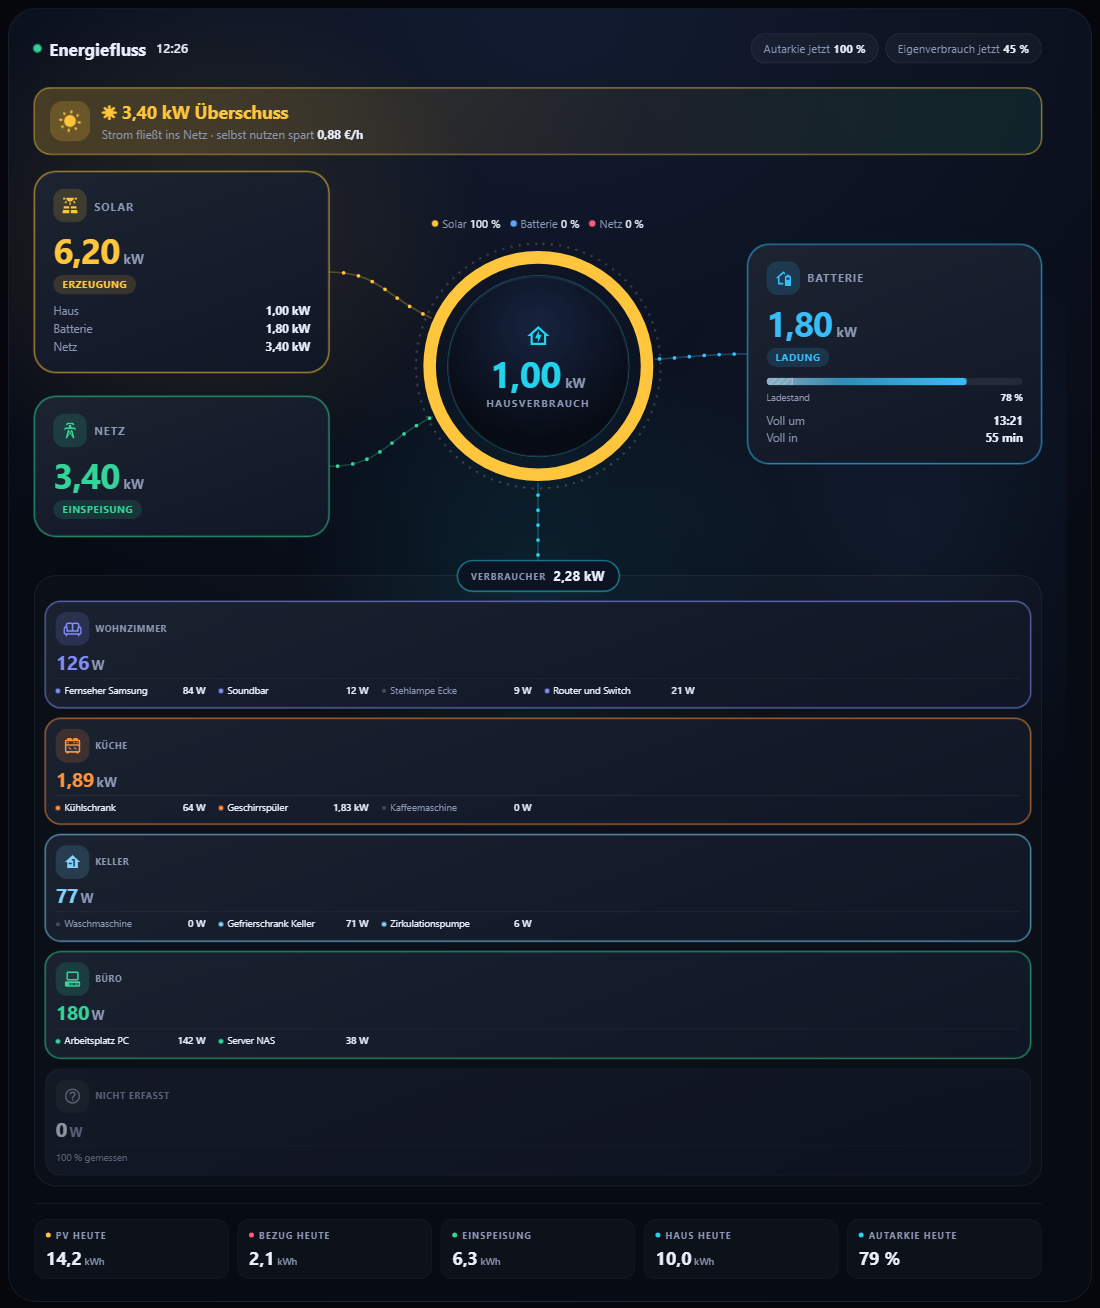 Energiefluss 12:26
Autarkie jetzt 100 %
Eigenverbrauch jetzt 45 %
☀ 3,40 kW Überschuss
Strom fließt ins Netz · selbst nutzen spart 0,88 €/h
SOLAR
6,20 kW
ERZEUGUNG
Haus 1,00 kW
Batterie 1,80 kW
Netz 3,40 kW
NETZ
3,40 kW
EINSPEISUNG
Solar 100 % Batterie 0 % Netz 0 %
1,00 kW
HAUSVERBRAUCH
BATTERIE
1,80 kW
LADUNG
Ladestand 78 %
Voll um 13:21
Voll in 55 min
VERBRAUCHER 2,28 kW
WOHNZIMMER
126 W
Fernseher Samsung 84 W Soundbar 12 W Stehlampe Ecke 9 W Router und Switch 21 W
KÜCHE
1,89 kW
Kühlschrank 64 W Geschirrspüler 1,83 kW Kaffeemaschine 0 W
KELLER
77 W
Waschmaschine 0 W Gefrierschrank Keller 71 W Zirkulationspumpe 6 W
BÜRO
180 W
Arbeitsplatz PC 142 W Server NAS 38 W
NICHT ERFASST
0 W
100 % gemessen
PV HEUTE
14,2 kWh
BEZUG HEUTE
2,1 kWh
EINSPEISUNG
6,3 kWh
HAUS HEUTE
10,0 kWh
AUTARKIE HEUTE
79 %